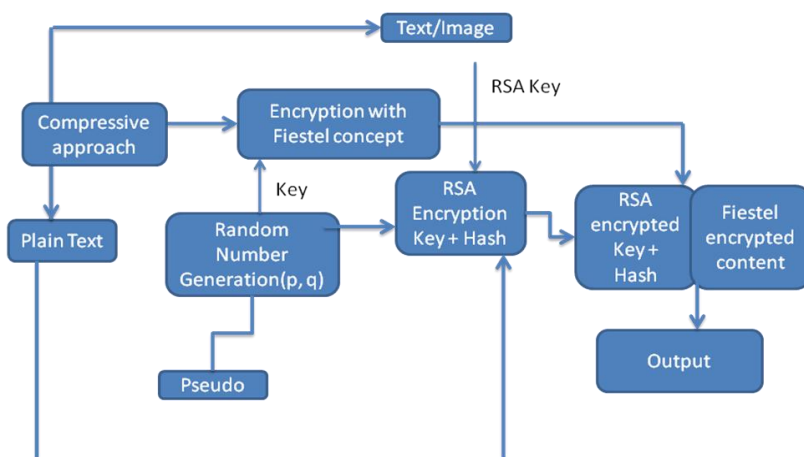 Text/Image
RSA Key
Compressive
approach
Encryption with
Fiestel concept
Key
Plain Text
Random
Number
Generation(p, q)
RSA
Encryption
Key + Hash
RSA
encrypted
Key +
Hash
Fiestel
encrypted
content
Pseudo
Output